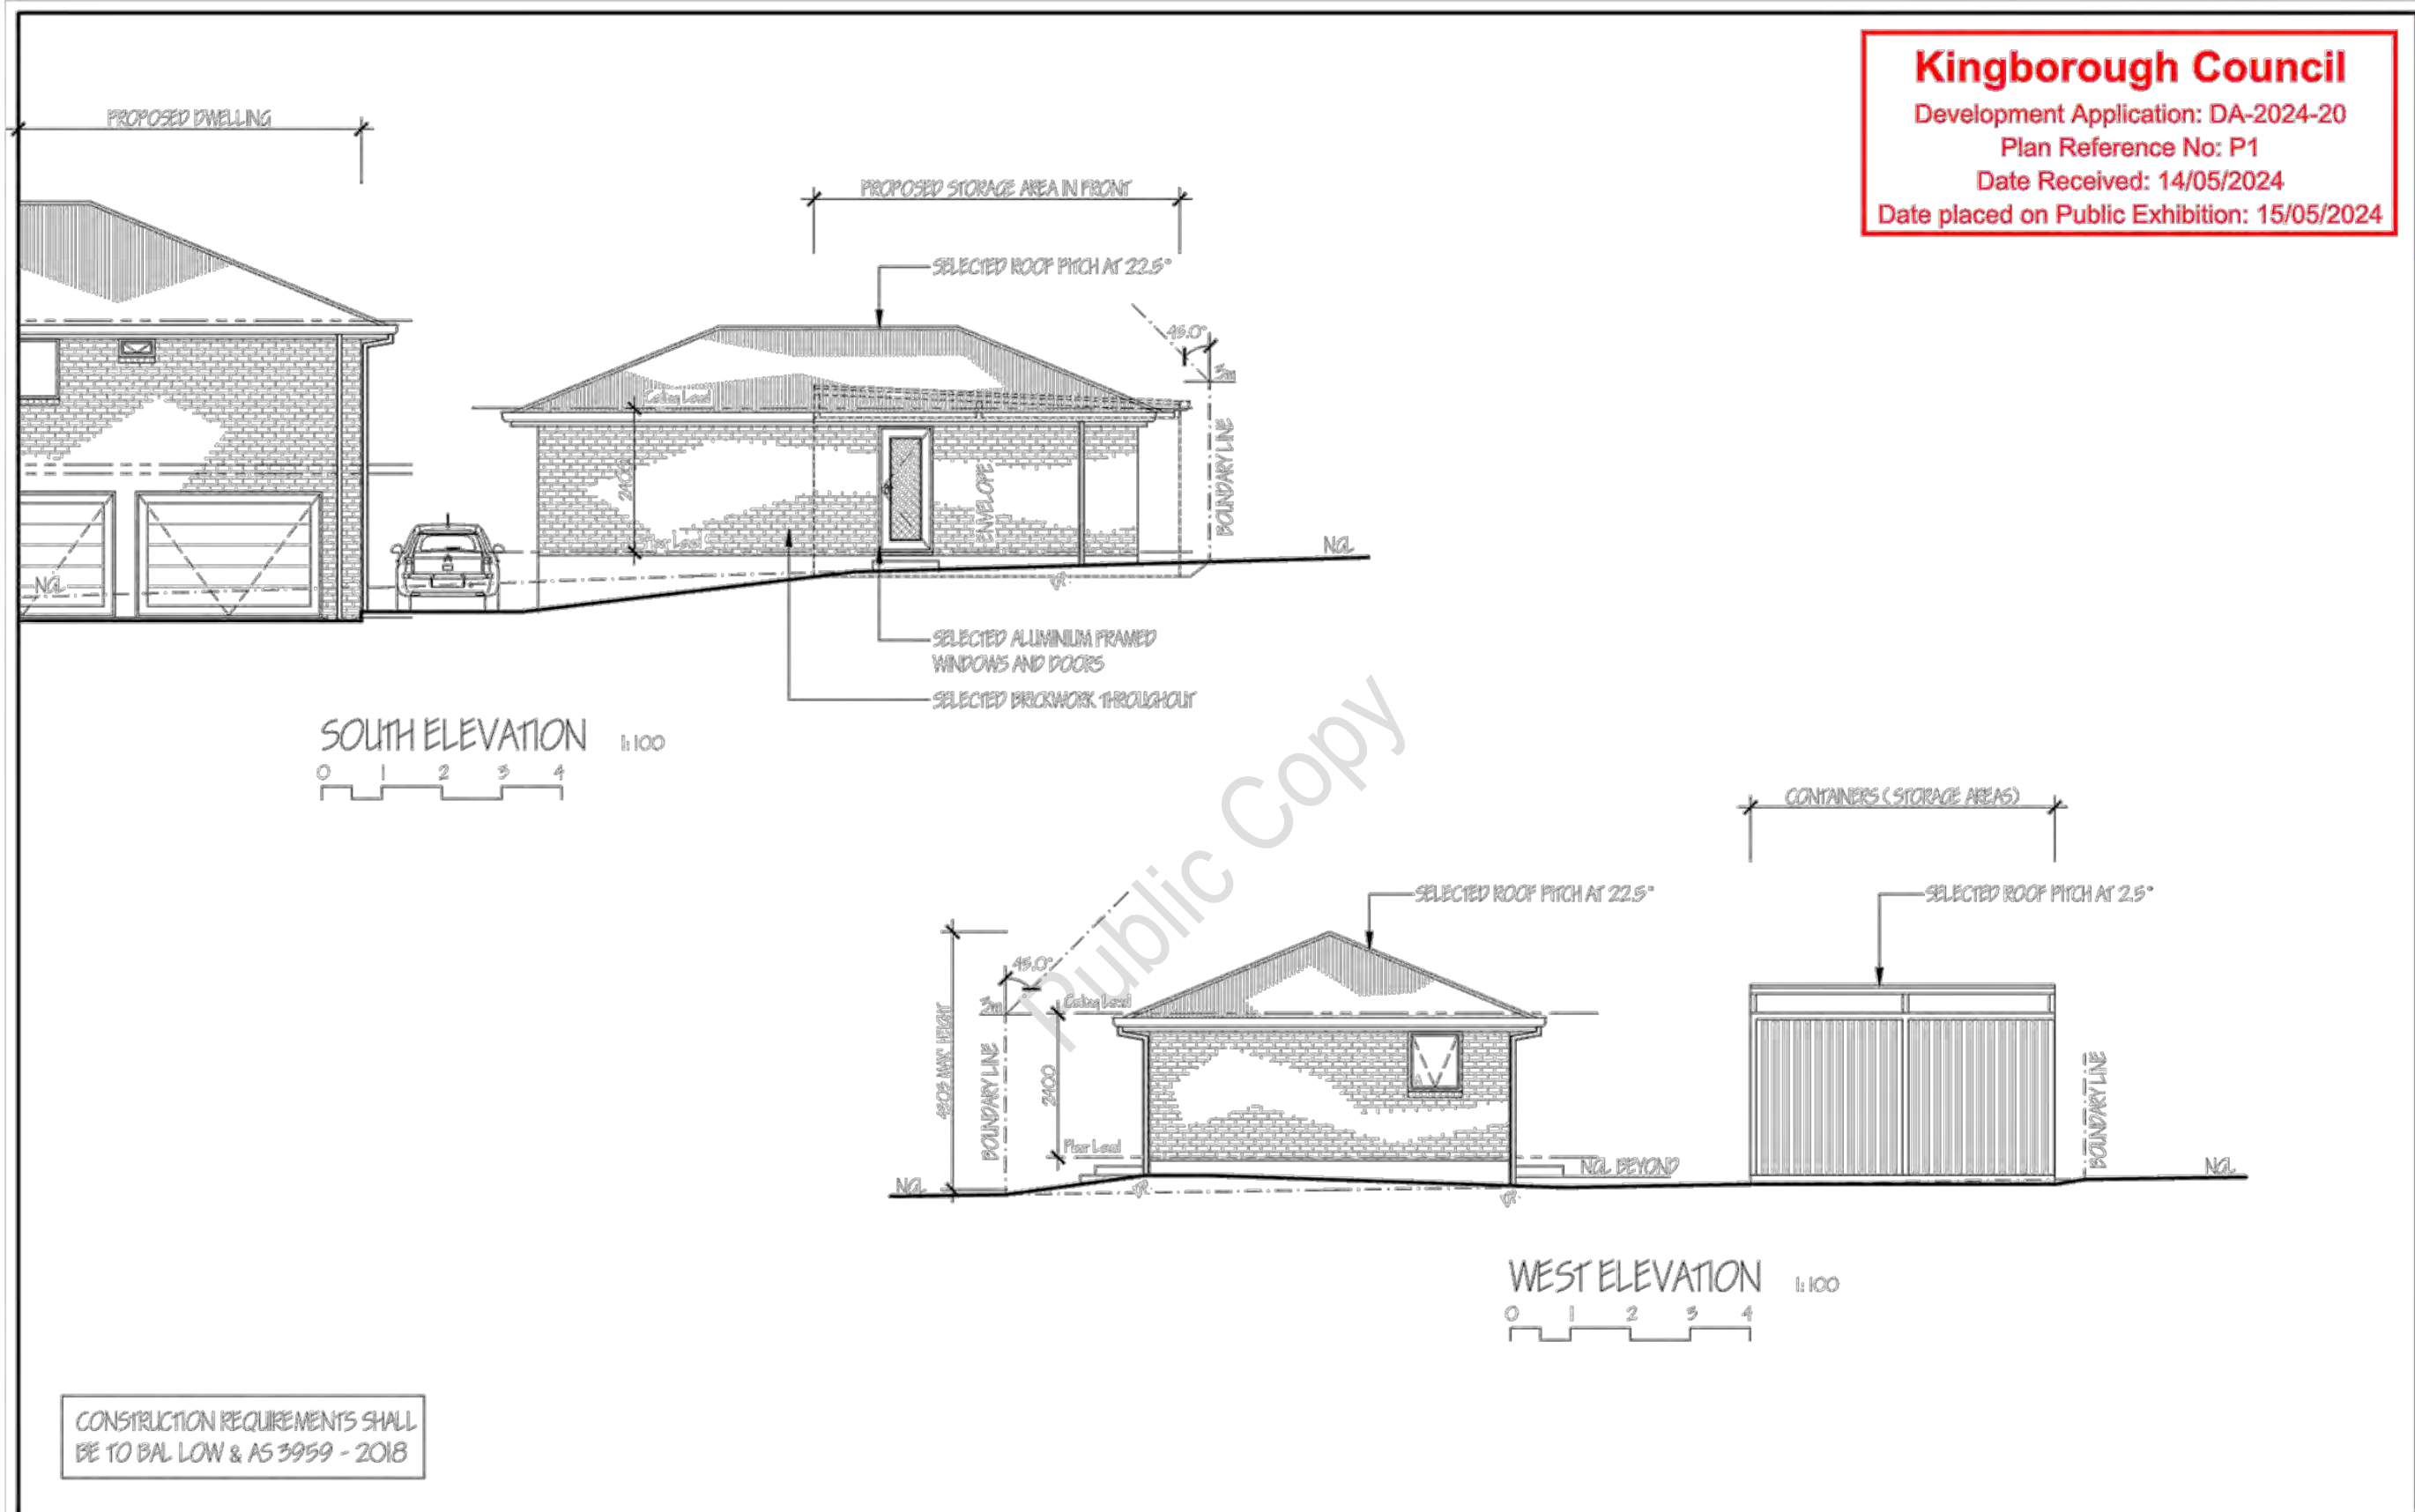 Kingborough Council
Development Application: DA-2024-20
Plan Reference No: P1
Date Received: 14/05/2024
Date placed on Public Exhibition: 15/05/2024
PROPOSED DWELLING
PROPOSED STORAGE AREA IN FRONT
SELECTED ROOF PITCH AT 22.5°
45.0°
3m
Ceiling Level
2400
ENVELOPE
BOUNDARY LINE
Floor Level
NGL
NGL
DP
SELECTED ALUMINIUM FRAMED
WINDOWS AND DOORS
SELECTED BRICKWORK THROUGHOUT
SOUTH ELEVATION 1:100
0 1 2 3 4
Public Copy
CONTAINERS (STORAGE AREAS)
SELECTED ROOF PITCH AT 22.5°
SELECTED ROOF PITCH AT 2.5°
45.0°
3m
Ceiling Level
4303 MAX HEIGHT
BOUNDARY LINE
2400
Floor Level
BOUNDARY LINE
NGL
DP
DP
NGL BEYOND
NGL
WEST ELEVATION 1:100
0 1 2 3 4
CONSTRUCTION REQUIREMENTS SHALL
BE TO BAL LOW & AS 3959 - 2018